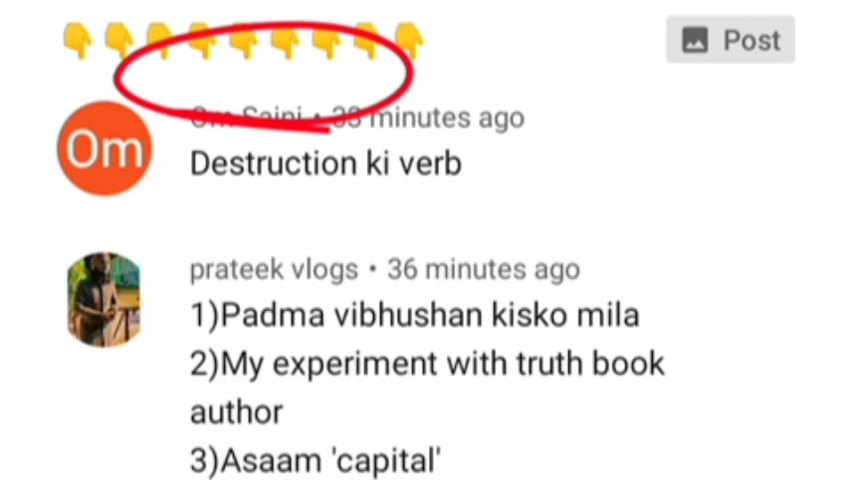 Post
Om
Om Saini • 33 minutes ago
Destruction ki verb
prateek vlogs • 36 minutes ago
1)Padma vibhushan kisko mila
2)My experiment with truth book
author
3)Asaam 'capital'